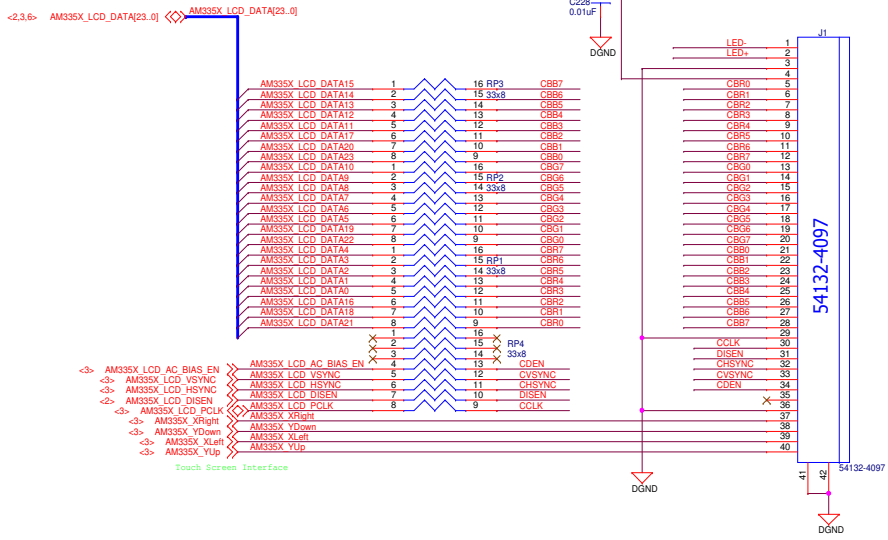 <2,3,6> AM335X_LCD_DATA[23..0] AM335X_LCD_DATA[23..0]
C228
0.01uF
DGND
J1
LED- 1
LED+ 2
3
4
CBR0 5
CBR1 6
CBR2 7
CBR3 8
CBR4 9
CBR5 10
CBR6 11
CBR7 12
CBG0 13
CBG1 14
CBG2 15
CBG3 16
CBG4 17
CBG5 18
CBG6 19
CBG7 20
CBB0 21
CBB1 22
CBB2 23
CBB3 24
CBB4 25
CBB5 26
CBB6 27
CBB7 28
29
CCLK 30
DISEN 31
CHSYNC 32
CVSYNC 33
CDEN 34
35
36
37
38
39
40
54132-4097
54132-4097
41
42
DGND
DGND
AM335X_LCD_DATA15 1 16 RP3 CBB7
AM335X_LCD_DATA14 2 15 33x8 CBB6
AM335X_LCD_DATA13 3 14 CBB5
AM335X_LCD_DATA12 4 13 CBB4
AM335X_LCD_DATA11 5 12 CBB3
AM335X_LCD_DATA17 6 11 CBB2
AM335X_LCD_DATA20 7 10 CBB1
AM335X_LCD_DATA23 8 9 CBB0
AM335X_LCD_DATA10 1 16 CBG7
AM335X_LCD_DATA9 2 15 RP2 CBG6
AM335X_LCD_DATA8 3 14 33x8 CBG5
AM335X_LCD_DATA7 4 13 CBG4
AM335X_LCD_DATA6 5 12 CBG3
AM335X_LCD_DATA5 6 11 CBG2
AM335X_LCD_DATA19 7 10 CBG1
AM335X_LCD_DATA22 8 9 CBG0
AM335X_LCD_DATA4 1 16 CBR7
AM335X_LCD_DATA3 2 15 RP1 CBR6
AM335X_LCD_DATA2 3 14 33x8 CBR5
AM335X_LCD_DATA1 4 13 CBR4
AM335X_LCD_DATA0 5 12 CBR3
AM335X_LCD_DATA16 6 11 CBR2
AM335X_LCD_DATA18 7 10 CBR1
AM335X_LCD_DATA21 8 9 CBR0
1 16
2 15 RP4
3 14 33x8
<3> AM335X_LCD_AC_BIAS_EN AM335X_LCD_AC_BIAS_EN 4 13 CDEN
<3> AM335X_LCD_VSYNC AM335X_LCD_VSYNC 5 12 CVSYNC
<3> AM335X_LCD_HSYNC AM335X_LCD_HSYNC 6 11 CHSYNC
<2> AM335X_LCD_DISEN AM335X_LCD_DISEN 7 10 DISEN
<3> AM335X_LCD_PCLK AM335X_LCD_PCLK 8 9 CCLK
<3> AM335X_XRight AM335X_XRight
<3> AM335X_YDown AM335X_YDown
<3> AM335X_XLeft AM335X_XLeft
<3> AM335X_YUp AM335X_YUp
Touch Screen Interface